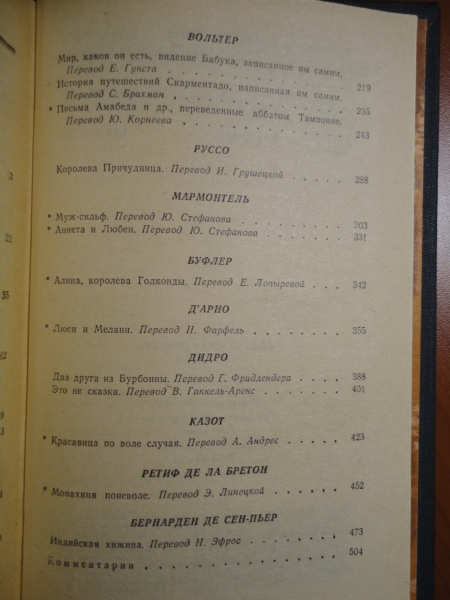 ВОЛЬТЕР
Мир, каков он есть, видение Бабука, записанное им самим.
Перевод Е. Гунста . . . . . . . . . . . 219
История путешествий Скарментадо, написанная им самим.
Перевод С. Брахман . . . . . . . . . . . 235
* Письма Амабеда и др., переведенные аббатом Тампоние.
Перевод Ю. Корнеева . . . . . . . . . . . 243
РУССО
3
Королева Причудница. Перевод И. Грушецкой . . . . 288
МАРМОНТЕЛЬ
* Муж-сильф. Перевод Ю. Стефанова . . . . . . . 303
22
* Аннета и Любен. Перевод Ю. Стефанова . . . . . 331
БУФЛЕР
35
* Алина, королева Голконды. Перевод Е. Лопыревой . . . 342
Д'АРНО
* Люси и Мелани. Перевод Н. Фарфель . . . . . . . 355
62
ДИДРО
Два друга из Бурбонны. Перевод Г. Фридлендера . . . . 388
Это не сказка. Перевод В. Гаккель-Аренс . . . . . 401
КАЗОТ
* Красавица по воле случая. Перевод А. Андрес . . . . 423
РЕТИФ ДЕ ЛА БРЕТОН
* Монахиня поневоле. Перевод Э. Линецкой . . . . . . 452
БЕРНАРДЕН ДЕ СЕН-ПЬЕР
Индийская хижина. Перевод Н. Эфрос . . . . . . . 473
Комментарии . . . . . . . . . . . . . 504